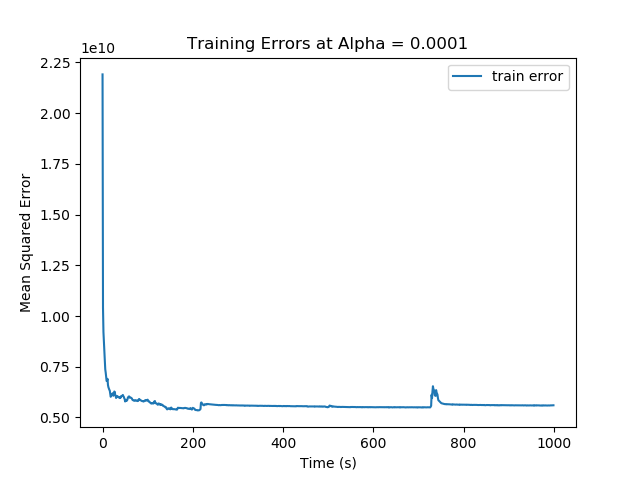 Training Errors at Alpha = 0.0001
1e10
train error
2.25
2.00
1.75
1.50
1.25
1.00
0.75
0.50
Mean Squared Error
0 200 400 600 800 1000
Time (s)